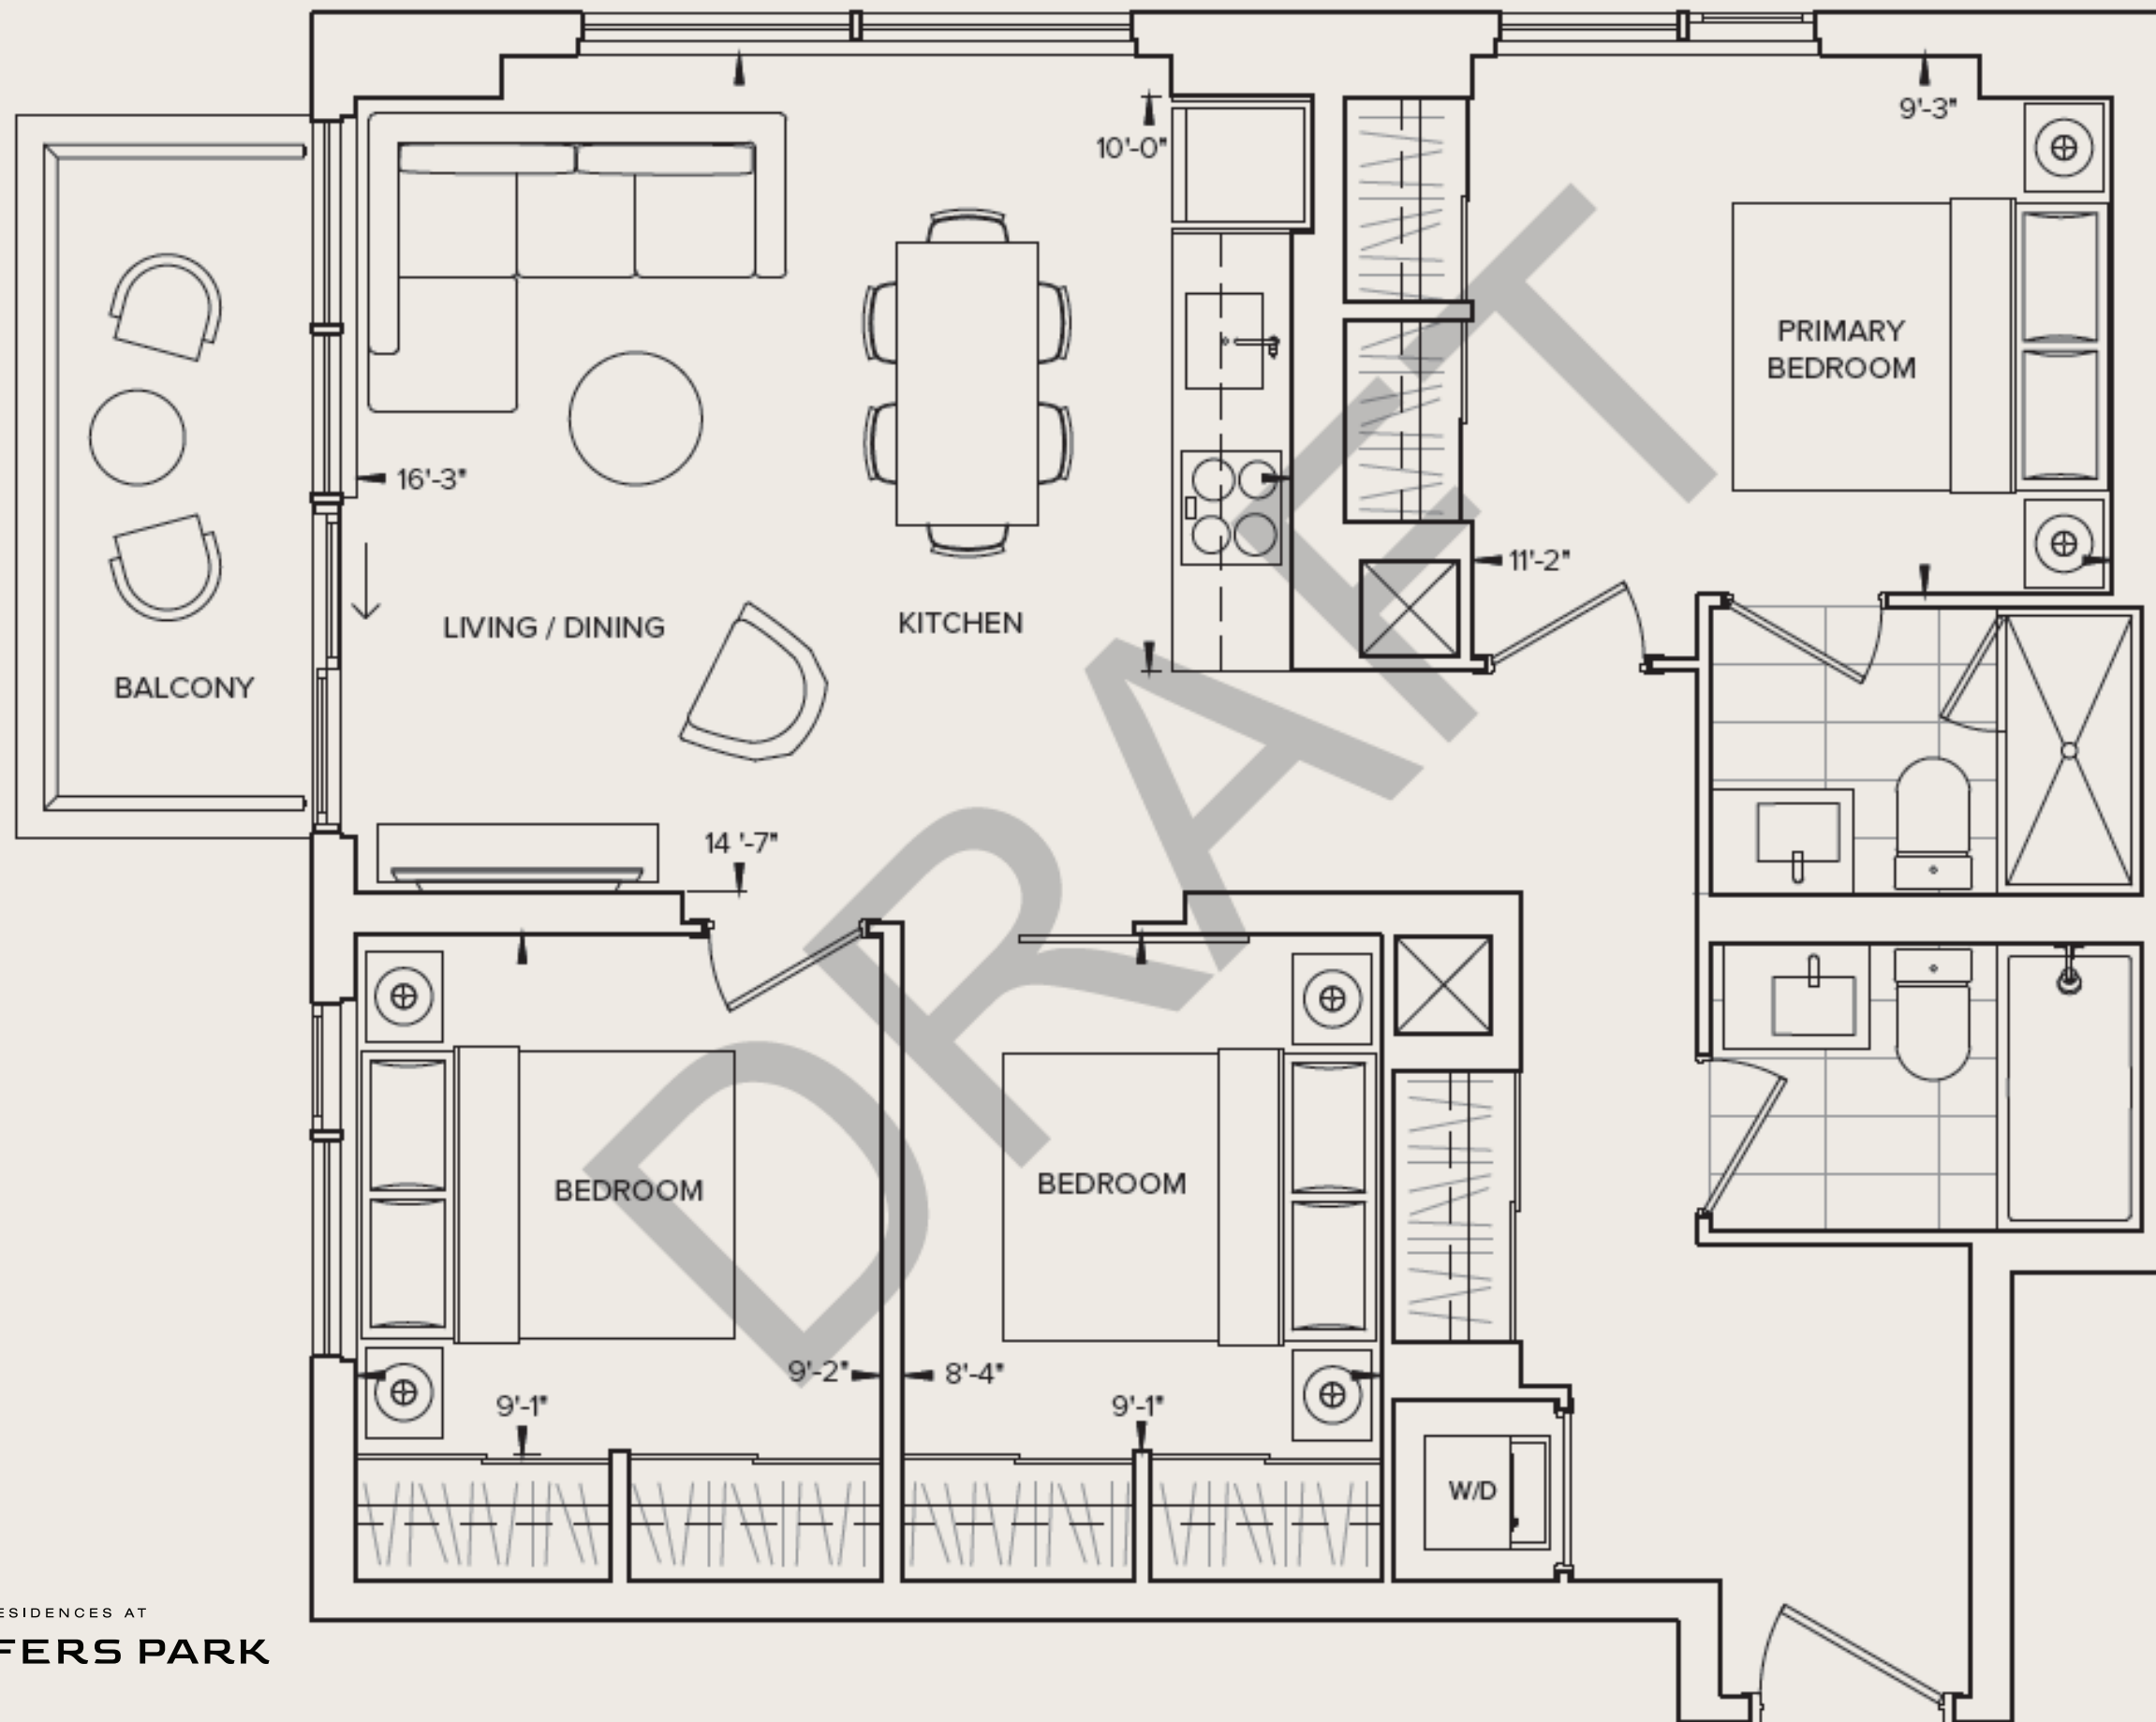 10'-0"
9'-3"
PRIMARY
BEDROOM
16'-3"
11'-2"
LIVING / DINING
KITCHEN
BALCONY
14 '-7"
DRAFT
BEDROOM
BEDROOM
9'-2"
8'-4"
9'-1"
9'-1"
W/D
ESIDENCES AT
FERS PARK